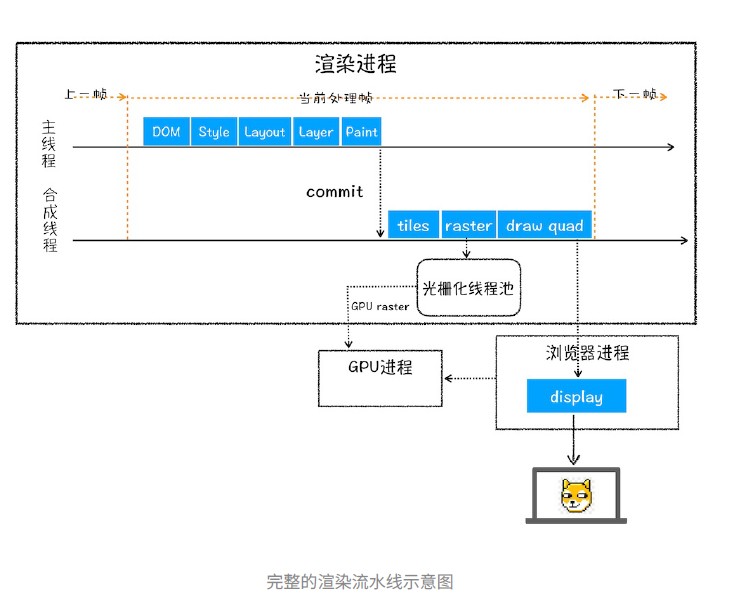 渲染进程
上一帧
当前处理帧
下一帧
主线程
DOM
Style
Layout
Layer
Paint
合成线程
commit
tiles
raster
draw quad
光栅化线程池
GPU raster
GPU进程
浏览器进程
display
完整的渲染流水线示意图